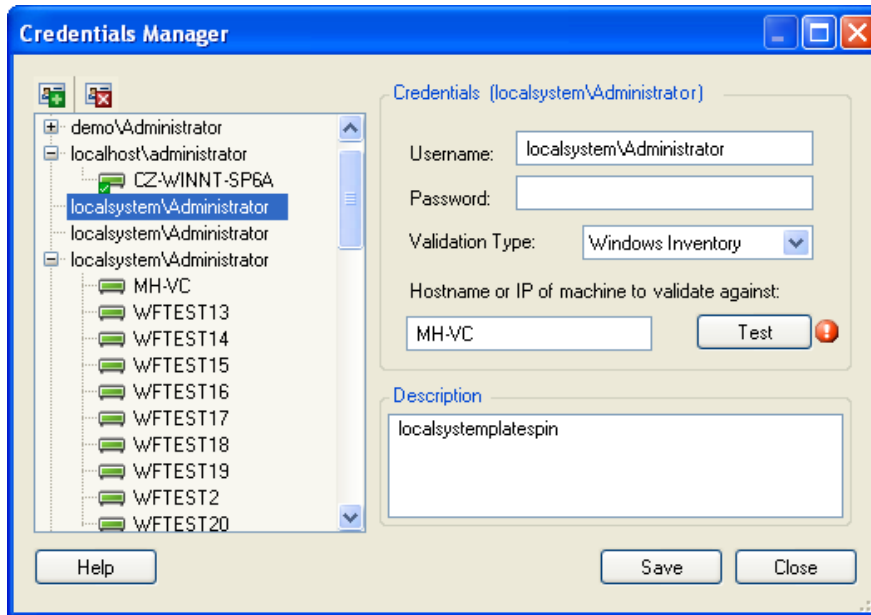 Credentials Manager
demo\Administrator
localhost\administrator
CZ-WINNT-SP6A
localsystem\Administrator
localsystem\Administrator
localsystem\Administrator
MH-VC
WFTEST13
WFTEST14
WFTEST15
WFTEST16
WFTEST17
WFTEST18
WFTEST19
WFTEST2
WFTEST20
Credentials (localsystem\Administrator)
Username: localsystem\Administrator
Password:
Validation Type: Windows Inventory
Hostname or IP of machine to validate against:
MH-VC Test
Description
localsystemplatespin
Help Save Close